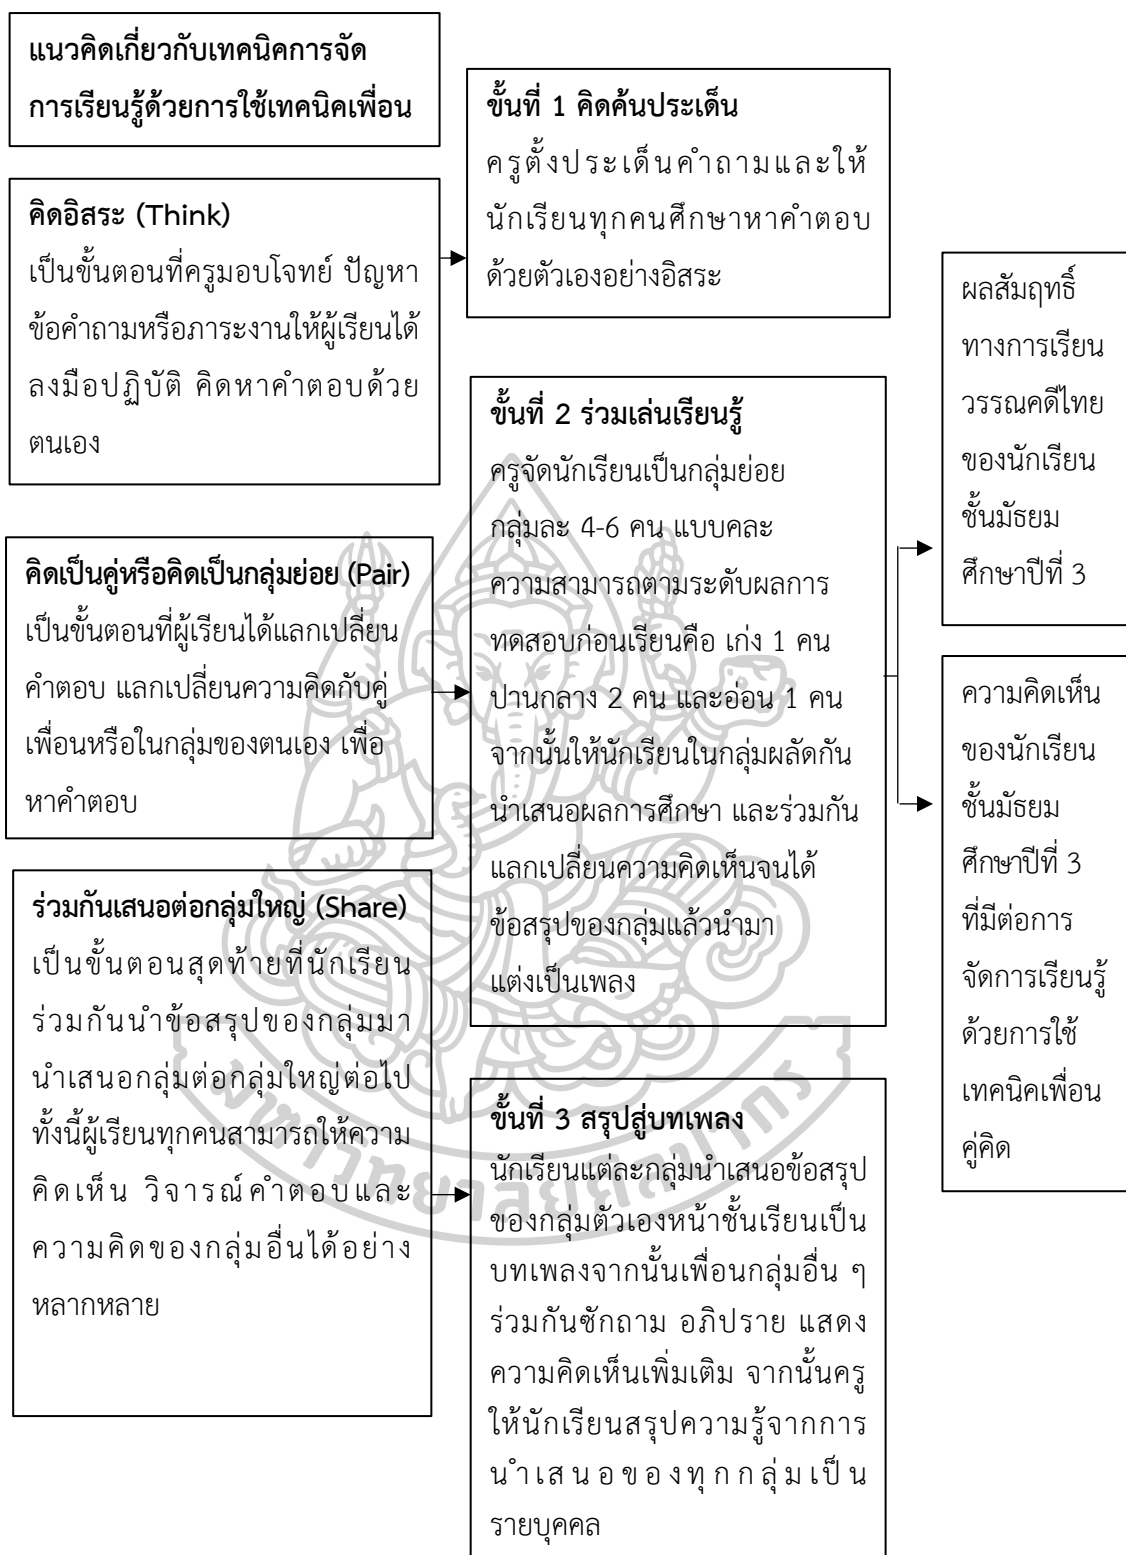 แนวคิดเกี่ยวกับเทคนิคการจัด
การเรียนรู้ด้วยการใช้เทคนิคเพื่อน
คิดอิสระ (Think)
เป็นขั้นตอนที่ครูมอบโจทย์ ปัญหา
ข้อคำถามหรือภาระงานให้ผู้เรียนได้
ลงมือปฏิบัติ คิดหาคำตอบด้วย
ตนเอง
คิดเป็นคู่หรือคิดเป็นกลุ่มย่อย (Pair)
เป็นขั้นตอนที่ผู้เรียนได้แลกเปลี่ยน
คำตอบ แลกเปลี่ยนความคิดกับคู่
เพื่อนหรือในกลุ่มของตนเอง เพื่อ
หาคำตอบ
ร่วมกันเสนอต่อกลุ่มใหญ่ (Share)
เป็นขั้นตอนสุดท้ายที่นักเรียน
ร่วมกันนำข้อสรุปของกลุ่มมา
นำเสนอกลุ่มต่อกลุ่มใหญ่ต่อไป
ทั้งนี้ผู้เรียนทุกคนสามารถให้ความ
คิดเห็น วิจารณ์คำตอบและ
ความคิดของกลุ่มอื่นได้อย่าง
หลากหลาย
ขั้นที่ 1 คิดค้นประเด็น
ครูตั้งประเด็นคำถามและให้
นักเรียนทุกคนศึกษาหาคำตอบ
ด้วยตัวเองอย่างอิสระ
ขั้นที่ 2 ร่วมเล่นเรียนรู้
ครูจัดนักเรียนเป็นกลุ่มย่อย
กลุ่มละ 4-6 คน แบบคละ
ความสามารถตามระดับผลการ
ทดสอบก่อนเรียนคือ เก่ง 1 คน
ปานกลาง 2 คน และอ่อน 1 คน
จากนั้นให้นักเรียนในกลุ่มผลัดกัน
นำเสนอผลการศึกษา และร่วมกัน
แลกเปลี่ยนความคิดเห็นจนได้
ข้อสรุปของกลุ่มแล้วนำมา
แต่งเป็นเพลง
ขั้นที่ 3 สรุปสู่บทเพลง
นักเรียนแต่ละกลุ่มนำเสนอข้อสรุป
ของกลุ่มตัวเองหน้าชั้นเรียนเป็น
บทเพลงจากนั้นเพื่อนกลุ่มอื่น ๆ
ร่วมกันซักถาม อภิปราย แสดง
ความคิดเห็นเพิ่มเติม จากนั้นครู
ให้นักเรียนสรุปความรู้จากการ
นำเสนอของทุกกลุ่มเป็น
รายบุคคล
ผลสัมฤทธิ์
ทางการเรียน
วรรณคดีไทย
ของนักเรียน
ชั้นมัธยม
ศึกษาปีที่ 3
ความคิดเห็น
ของนักเรียน
ชั้นมัธยม
ศึกษาปีที่ 3
ที่มีต่อการ
จัดการเรียนรู้
ด้วยการใช้
เทคนิคเพื่อน
คู่คิด
มหาวิทยาลัยศิลปากร